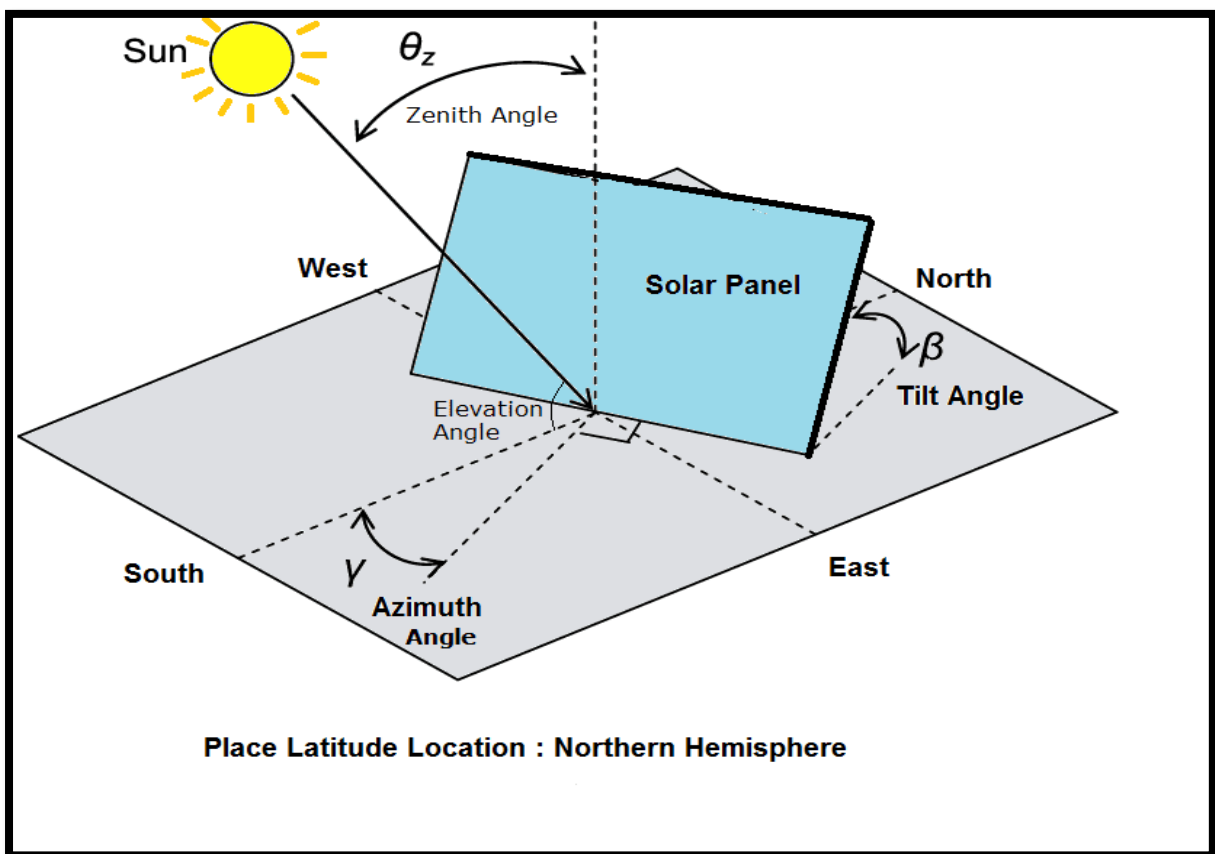 Sun
θz
Zenith Angle
West
Solar Panel
North
β
Tilt Angle
Elevation
Angle
South
γ
Azimuth
Angle
East
Place Latitude Location : Northern Hemisphere